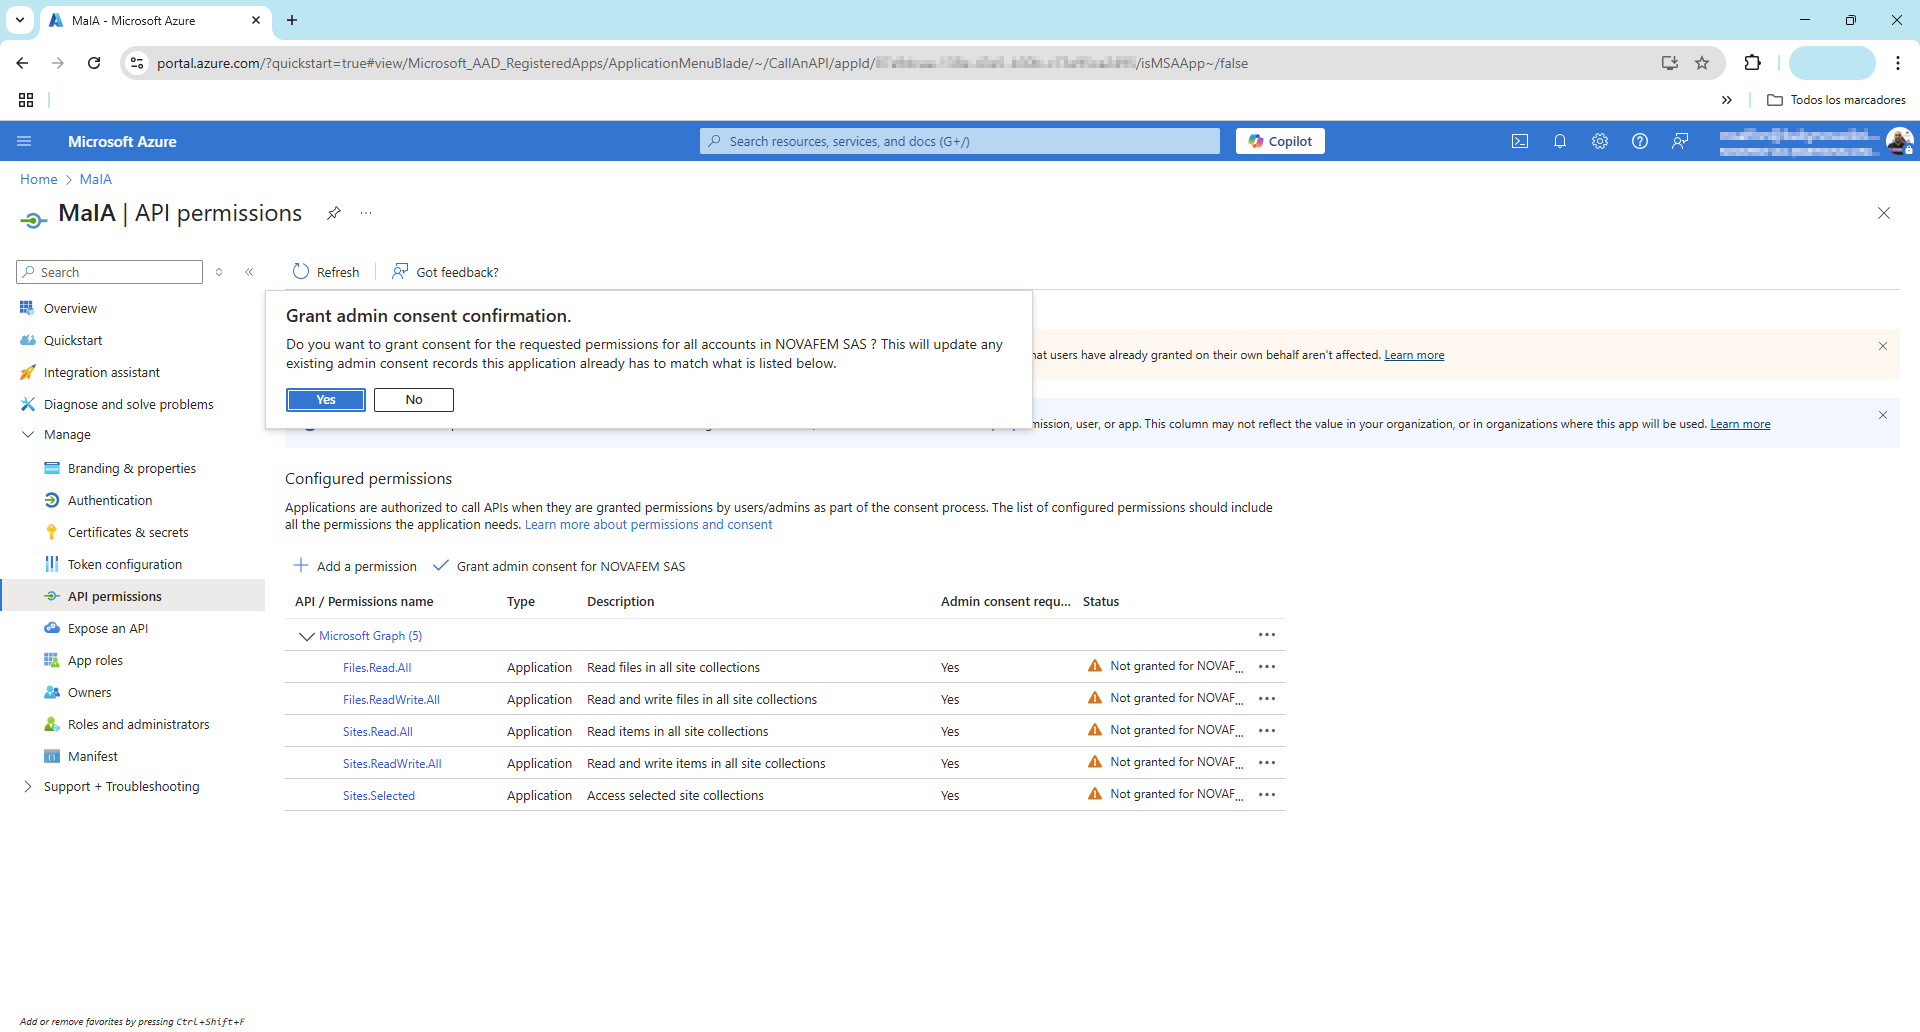 MaIA - Microsoft Azure
portal.azure.com/?quickstart=true#view/Microsoft_AAD_RegisteredApps/ApplicationMenuBlade/~/CallAnAPI/appId/
/isMSAApp~/false
Todos los marcadores
Microsoft Azure
Search resources, services, and docs (G+/)
Copilot
Home > MaIA
MaIA | API permissions
Search
Refresh
Got feedback?
Overview
Quickstart
Integration assistant
Diagnose and solve problems
Manage
Branding & properties
Authentication
Certificates & secrets
Token configuration
API permissions
Expose an API
App roles
Owners
Roles and administrators
Manifest
Support + Troubleshooting
Grant admin consent confirmation.
Do you want to grant consent for the requested permissions for all accounts in NOVAFEM SAS ? This will update any
existing admin consent records this application already has to match what is listed below.
Yes
No
hat users have already granted on their own behalf aren't affected. Learn more
mission, user, or app. This column may not reflect the value in your organization, or in organizations where this app will be used. Learn more
Configured permissions
Applications are authorized to call APIs when they are granted permissions by users/admins as part of the consent process. The list of configured permissions should include
all the permissions the application needs. Learn more about permissions and consent
Add a permission
Grant admin consent for NOVAFEM SAS
API / Permissions name Type Description Admin consent requ... Status
Microsoft Graph (5)
Files.Read.All Application Read files in all site collections Yes Not granted for NOVAF...
Files.ReadWrite.All Application Read and write files in all site collections Yes Not granted for NOVAF...
Sites.Read.All Application Read items in all site collections Yes Not granted for NOVAF...
Sites.ReadWrite.All Application Read and write items in all site collections Yes Not granted for NOVAF...
Sites.Selected Application Access selected site collections Yes Not granted for NOVAF...
Add or remove favorites by pressing Ctrl+Shift+F